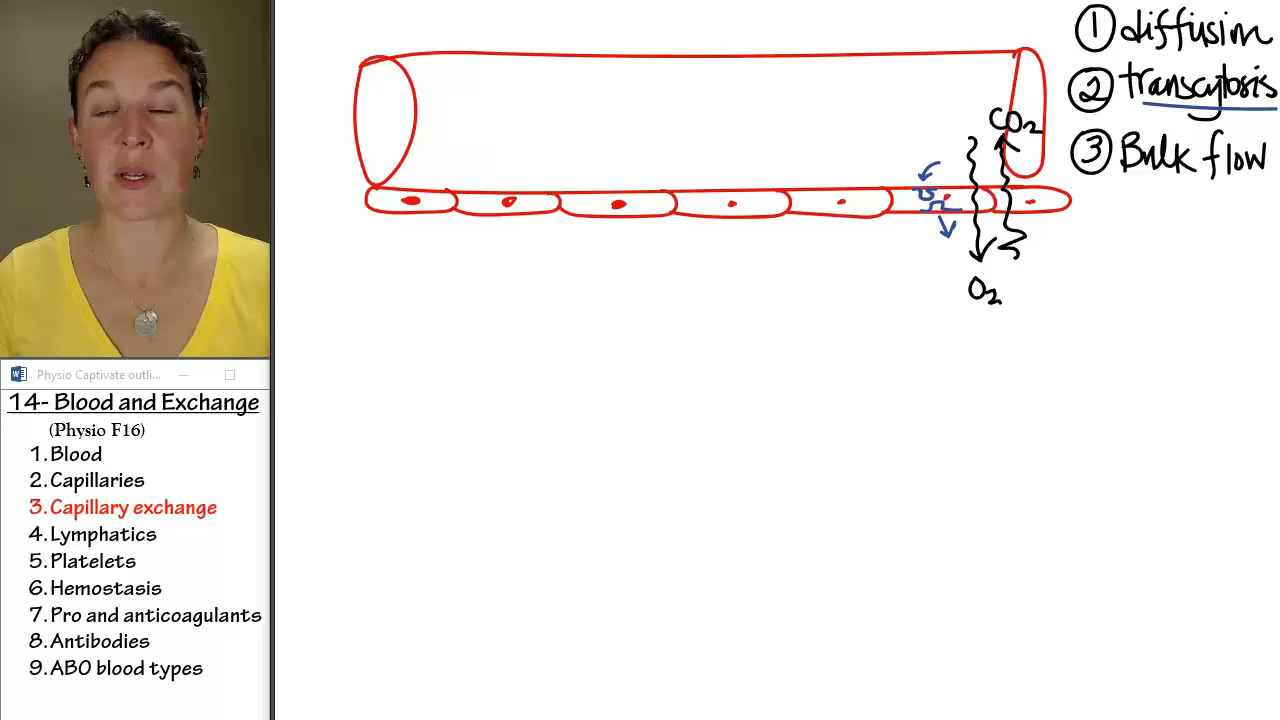 ① diffusion
② transcytosis
③ Bulk flow
CO₂
O₂
Physio Captivate outli...
14- Blood and Exchange
(Physio F16)
1. Blood
2. Capillaries
3. Capillary exchange
4. Lymphatics
5. Platelets
6. Hemostasis
7. Pro and anticoagulants
8. Antibodies
9. ABO blood types